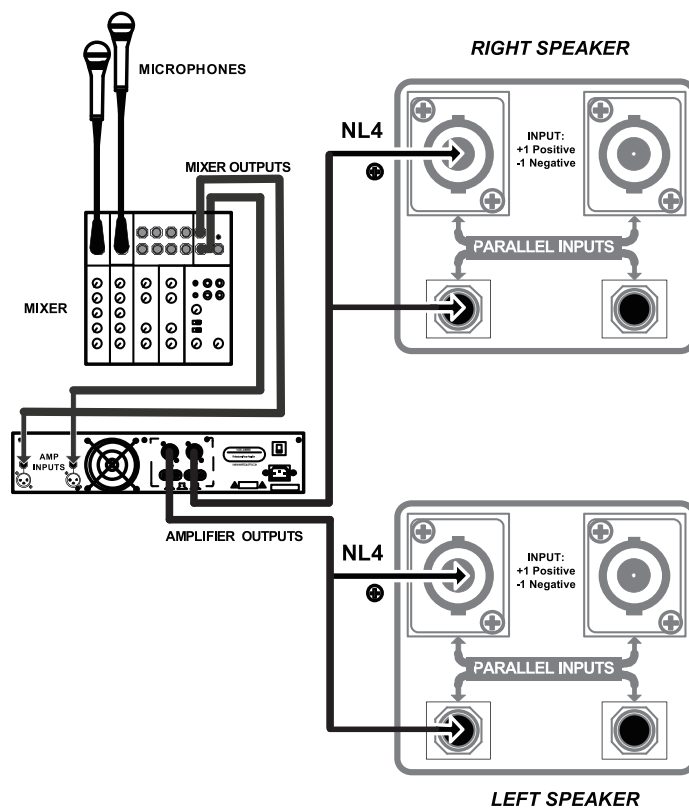 RIGHT SPEAKER
MICROPHONES
NL4
INPUT:
+1 Positive
-1 Negative
MIXER OUTPUTS
PARALLEL INPUTS
MIXER
AMP
INPUTS
AMPLIFIER OUTPUTS
NL4
INPUT:
+1 Positive
-1 Negative
PARALLEL INPUTS
LEFT SPEAKER